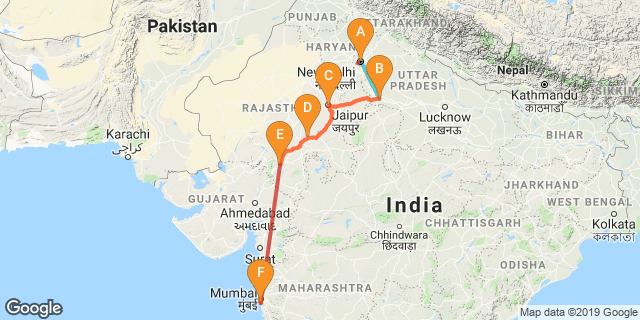 PUNJAB
UTTARAKHAND
Pakistan
HARYANA
A
New Delhi
नई दिल्ली
B
Nepal
नेपाल
C
UTTAR
PRADESH
Kathmandu
काठमाडौं
RAJASTHAN
D
Jaipur
जयपुर
Lucknow
लखनऊ
Karachi
كراچى
E
BIHAR
GUJARAT
Ahmedabad
અમદાવાદ
India
JHARKHAND
WEST BENGAL
Chhindwara
छिंदवाड़ा
CHHATTISGARH
Kolkata
কলকাতা
Surat
F
ODISHA
Mumbai
मुंबई
MAHARASHTRA
Google
Map data ©2019 Google